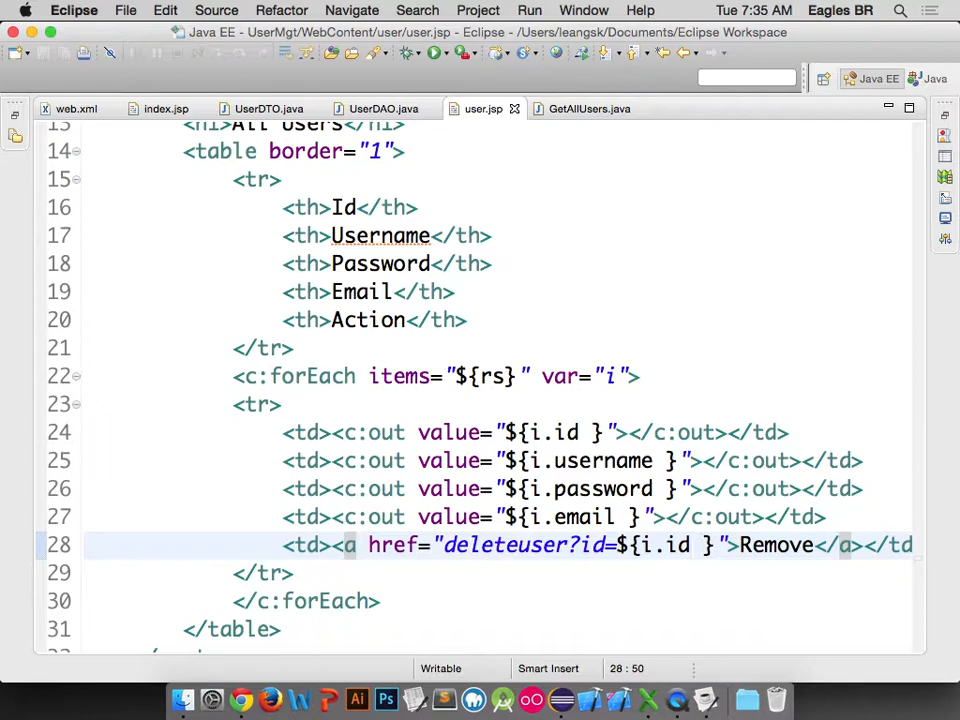 Eclipse File Edit Source Refactor Navigate Search Project Run Window Help Tue 7:35 AM Eagles BR
Java EE - UserMgt/WebContent/user/user.jsp - Eclipse - /Users/leangsk/Documents/Eclipse Workspace
Java EE Java
web.xml index.jsp UserDTO.java UserDAO.java user.jsp GetAllUsers.java
13 <h1>All Users</h1>
14 <table border="1">
15 <tr>
16 <th>Id</th>
17 <th>Username</th>
18 <th>Password</th>
19 <th>Email</th>
20 <th>Action</th>
21 </tr>
22 <c:forEach items="${rs}" var="i">
23 <tr>
24 <td><c:out value="${i.id }"></c:out></td>
25 <td><c:out value="${i.username }"></c:out></td>
26 <td><c:out value="${i.password }"></c:out></td>
27 <td><c:out value="${i.email }"></c:out></td>
28 <td><a href="deleteuser?id=${i.id }">Remove</a></td
29 </tr>
30 </c:forEach>
31 </table>
Writable Smart Insert 28 : 50